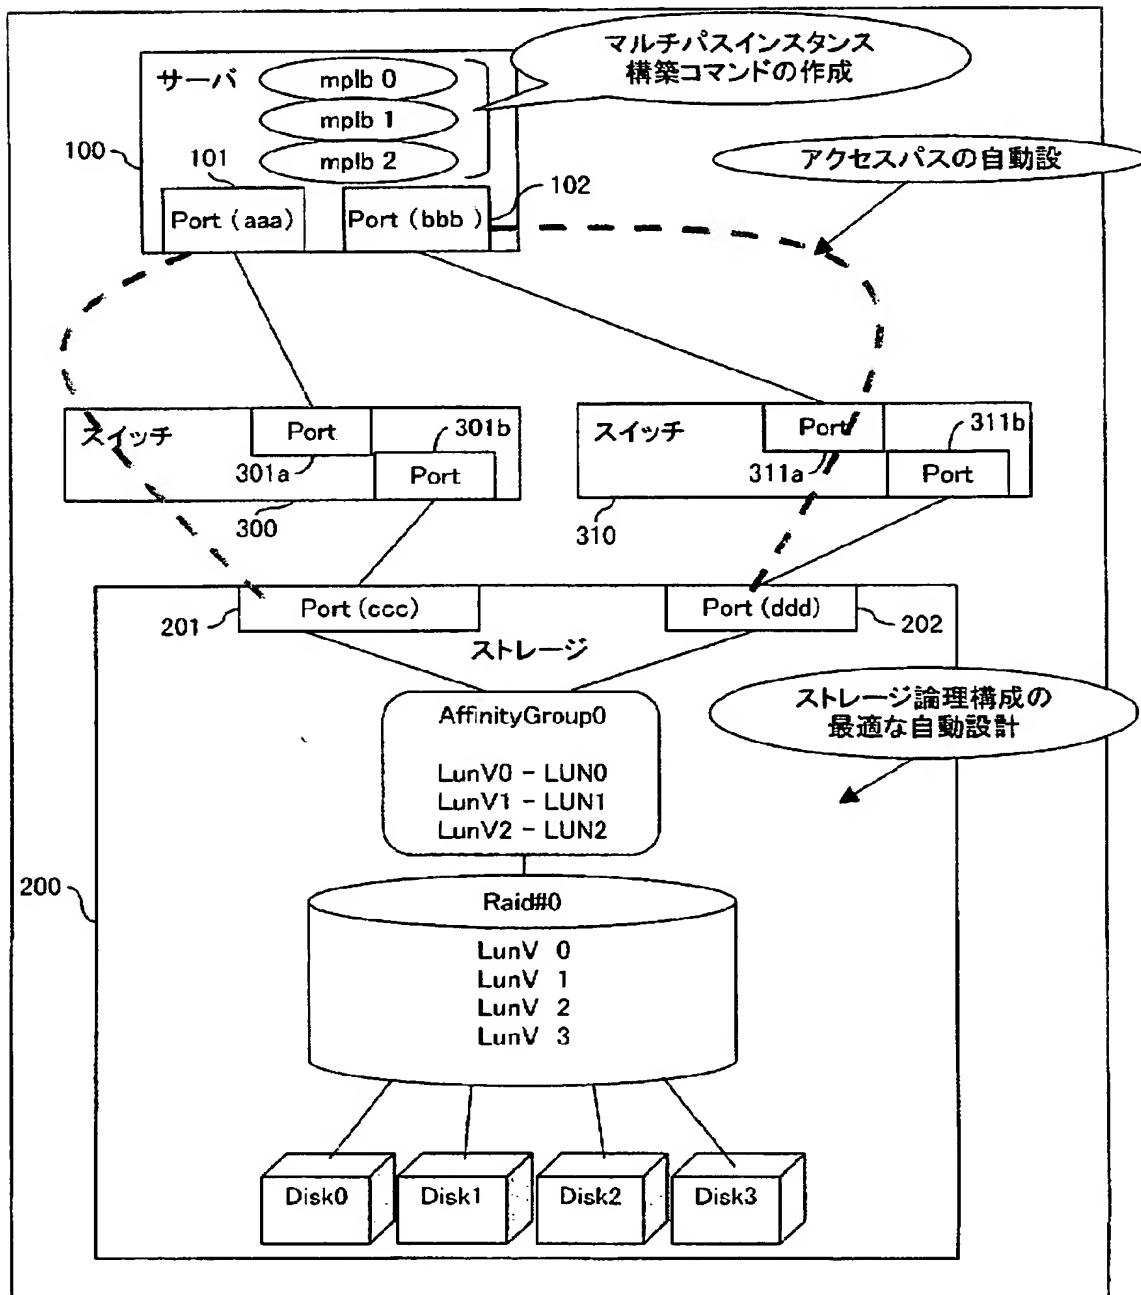 マルチパスインスタンス
構築コマンドの作成
サーバ
mplb 0
mplb 1
mplb 2
アクセスパスの自動設
100
101
102
Port (aaa)
Port (bbb )
スイッチ
Port
301b
301a
Port
300
スイッチ
Port
311b
311a
Port
310
Port (ccc)
201
Port (ddd)
202
ストレージ
AffinityGroup0
LunV0 - LUN0
LunV1 - LUN1
LunV2 - LUN2
ストレージ論理構成の
最適な自動設計
200
Raid#0
LunV 0
LunV 1
LunV 2
LunV 3
Disk0
Disk1
Disk2
Disk3